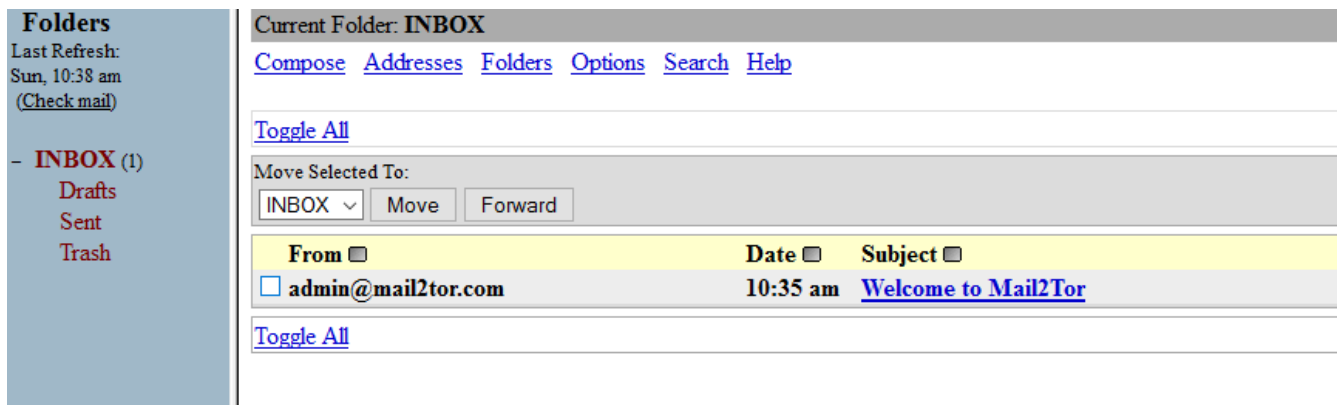 Folders
Last Refresh:
Sun, 10:38 am
(Check mail)
– INBOX (1)
Drafts
Sent
Trash
Current Folder: INBOX
Compose Addresses Folders Options Search Help
Toggle All
Move Selected To:
INBOX Move Forward
From Date Subject
admin@mail2tor.com 10:35 am Welcome to Mail2Tor
Toggle All